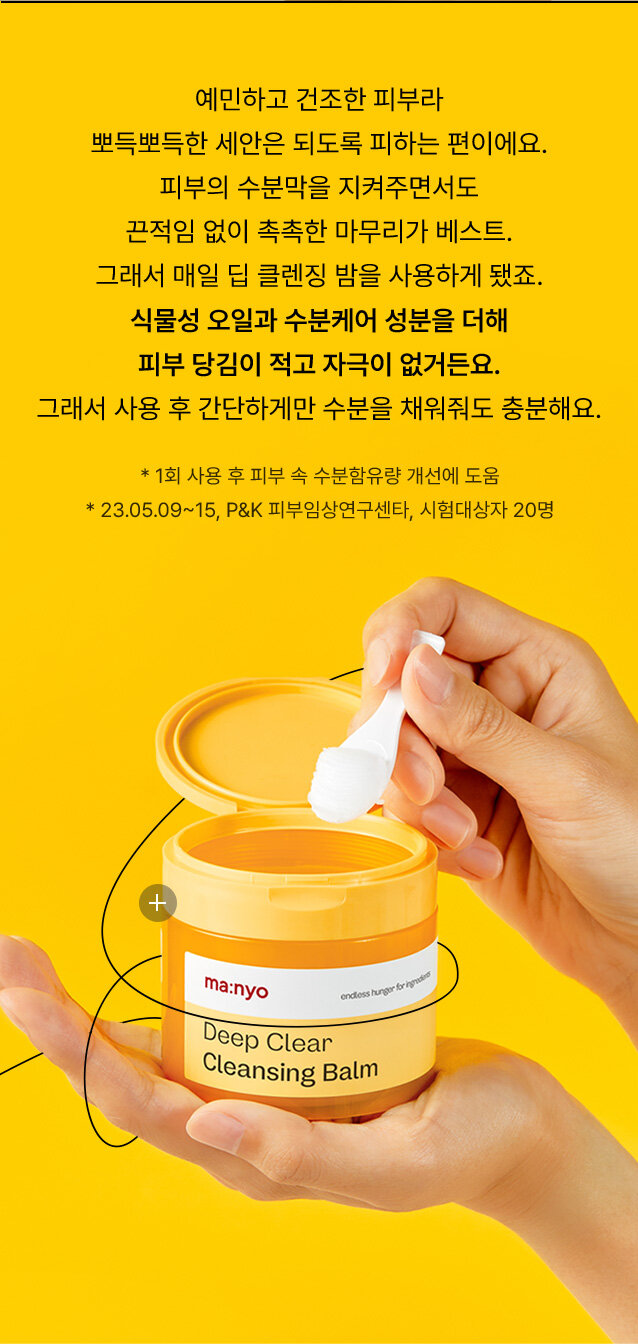 예민하고 건조한 피부라
뽀득뽀득한 세안은 되도록 피하는 편이에요.
피부의 수분막을 지켜주면서도
끈적임 없이 촉촉한 마무리가 베스트.
그래서 매일 딥 클렌징 밤을 사용하게 됐죠.
식물성 오일과 수분케어 성분을 더해
피부 당김이 적고 자극이 없거든요.
그래서 사용 후 간단하게만 수분을 채워줘도 충분해요.
* 1회 사용 후 피부 속 수분함유량 개선에 도움
* 23.05.09~15, P&K 피부임상연구센타, 시험대상자 20명
ma:nyo
endless hunger for ingredients
Deep Clear
Cleansing Balm